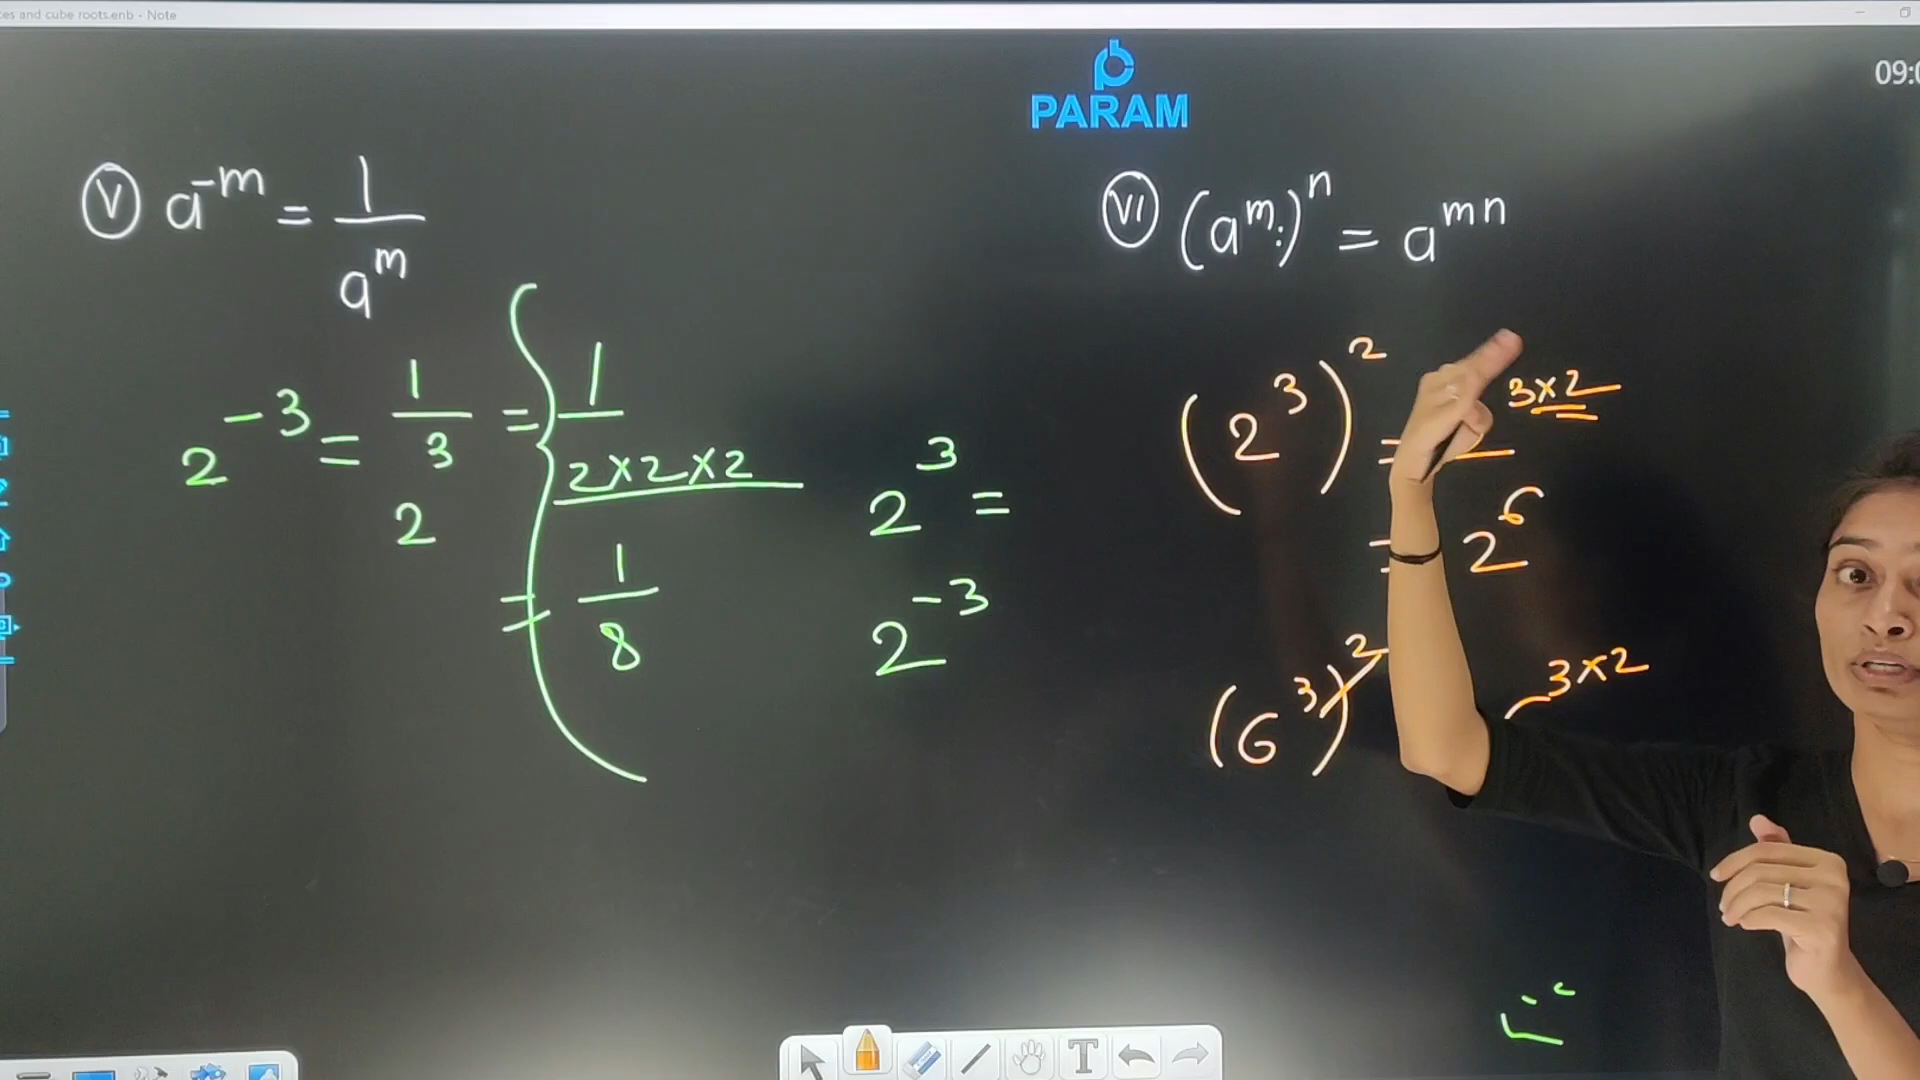 es and cube roots.enb - Note
PARAM
09:0
V a^-m = 1/a^m
2^-3 = 1/2^3 = 1/2×2×2
= 1/8
2^3 =
2^-3
VI (a^m)^n = a^mn
(2^3)^2 = 3×2
= 2^6
(6^3)^2 3×2
T